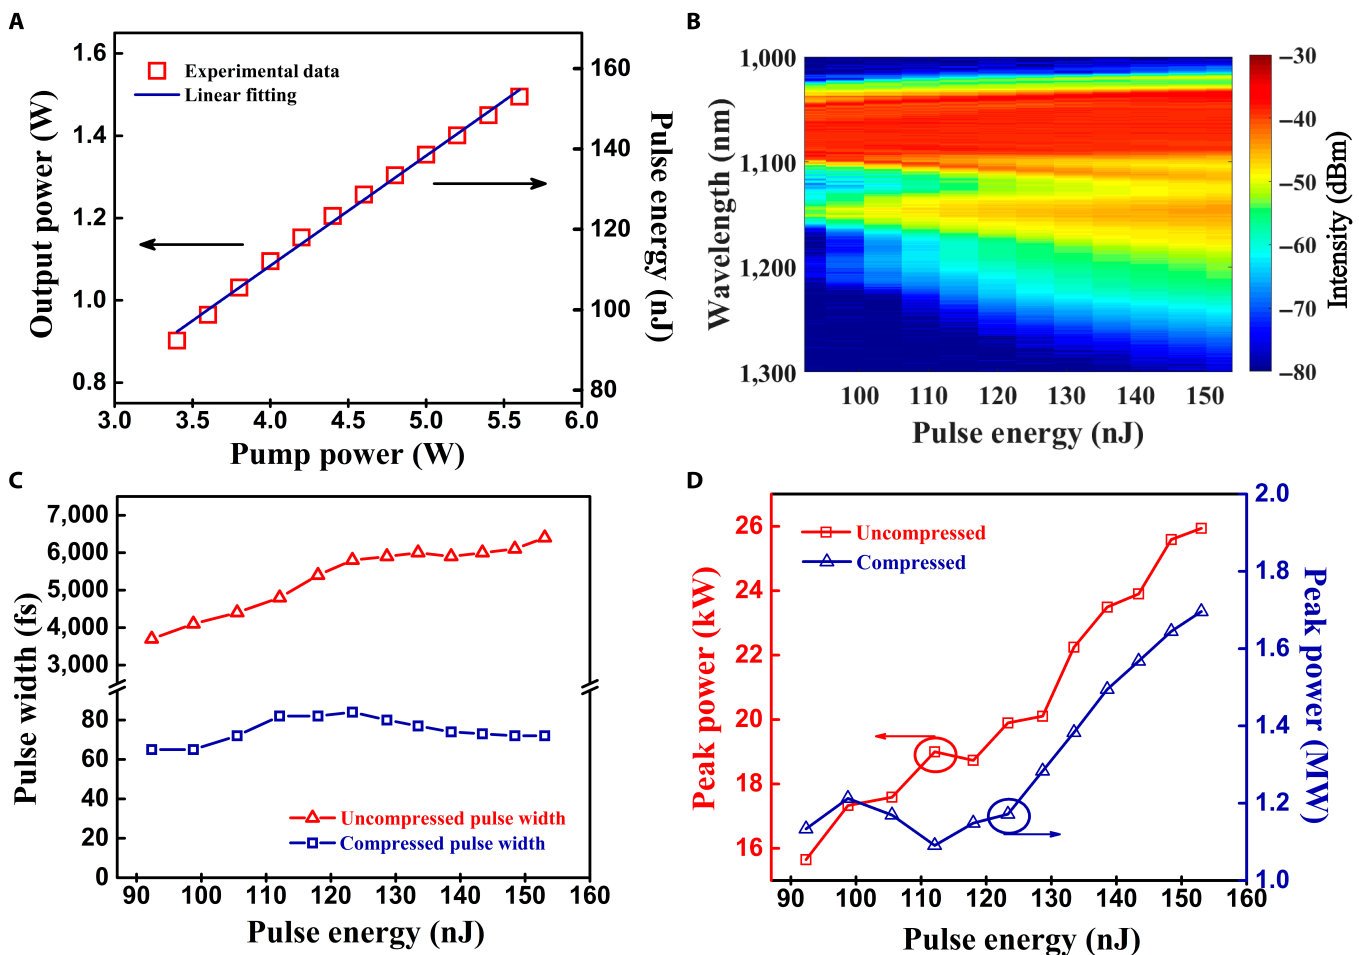 A
Output power (W)
1.6
1.4
1.2
1.0
0.8
Experimental data
Linear fitting
160
140
120
100
80
Pulse energy (nJ)
3.0 3.5 4.0 4.5 5.0 5.5 6.0
Pump power (W)
B
Wavelength (nm)
1,000
1,100
1,200
1,300
100 110 120 130 140 150
Pulse energy (nJ)
−30
−40
−50
−60
−70
−80
Intensity (dBm)
C
Pulse width (fs)
7,000
6,000
5,000
4,000
3,000
80
60
40
20
0
Uncompressed pulse width
Compressed pulse width
90 100 110 120 130 140 150 160
Pulse energy (nJ)
D
Peak power (kW)
26
24
22
20
18
16
Uncompressed
Compressed
2.0
1.8
1.6
1.4
1.2
1.0
Peak power (MW)
90 100 110 120 130 140 150 160
Pulse energy (nJ)